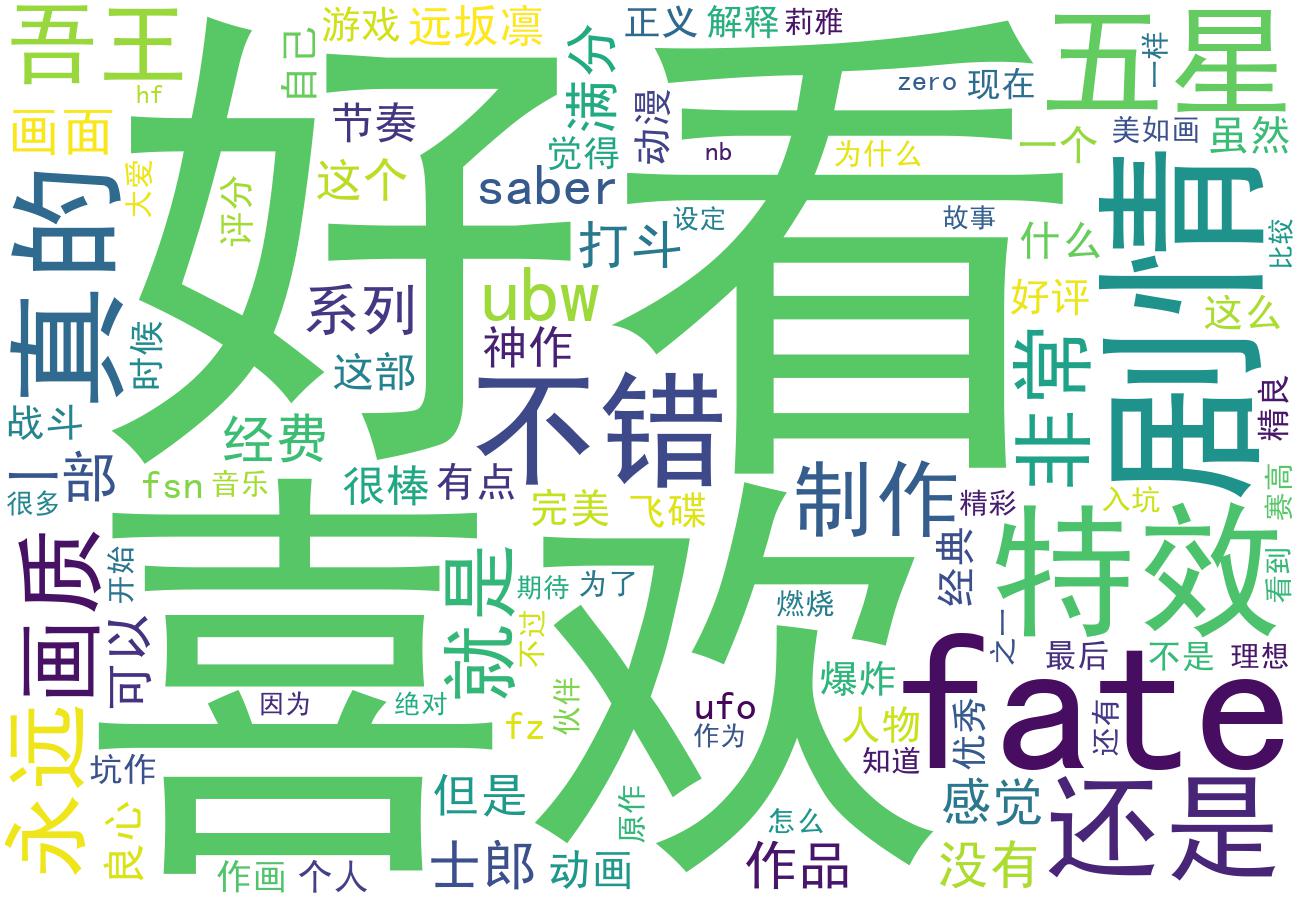 吾王
hf
游戏
远坂凛
自己
满分
正义
解释
莉雅
zero
现在
五星
一样
画面
大爱
好看
节奏
这个
觉得
动漫
nb
为什么
一个
美如画
虽然
真的
评分
saber
打斗
设定
故事
什么
剧情
比较
时候
系列
ubw
好评
这么
这部
神作
非常
精良
战斗
经费
不错
一部
很多
fsn
音乐
很棒
有点
完美
飞碟
制作
精彩
入坑
赛高
画质
开始
喜欢
就是
期待
为了
燃烧
经典
特效
看到
可以
不过
之一
最后
不是
理想
永远
因为
绝对
fz
伙伴
ufo
作为
爆炸
人物
知道
fate
优秀
还有
坑作
良心
但是
原作
怎么
感觉
还是
作画
个人
士郎
动画
作品
没有